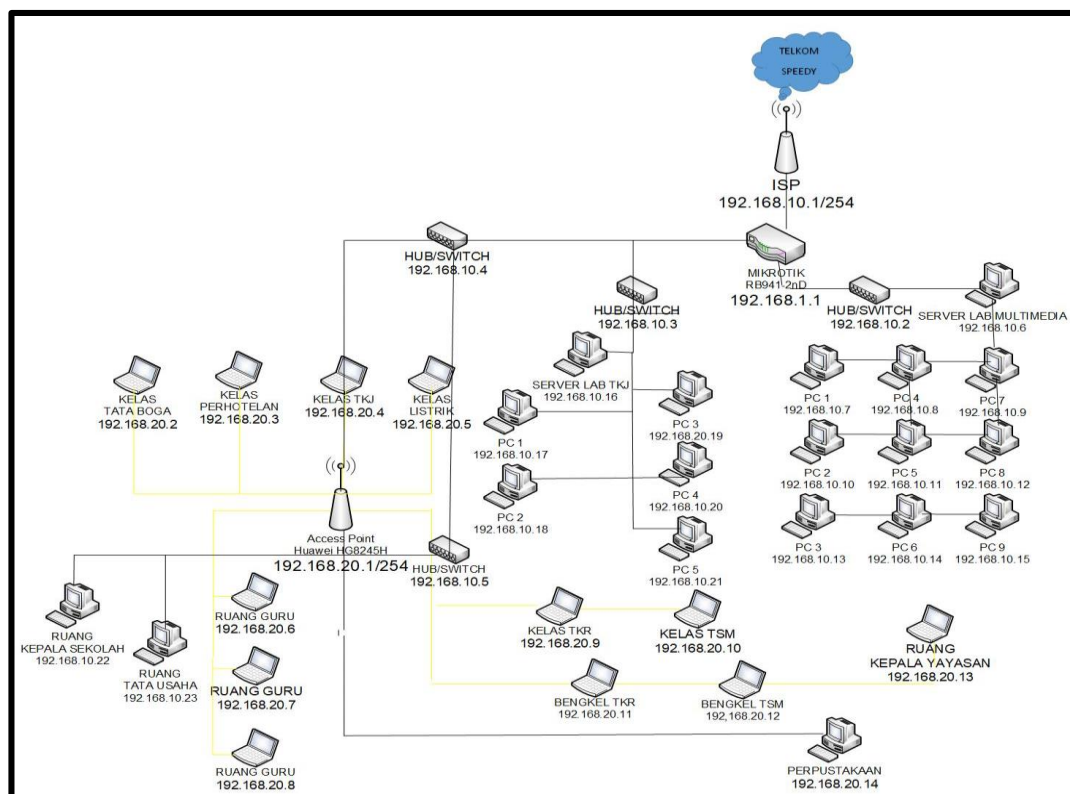 TELKOM
SPEEDY
ISP
192.168.10.1/254
HUB/SWITCH
192.168.10.4
MIKROTIK
RB941-2nD
192.168.1.1
HUB/SWITCH
192.168.10.3
HUB/SWITCH
192.168.10.2
SERVER LAB MULTIMEDIA
192.168.10.6
KELAS
TATA BOGA
192.168.20.2
KELAS
PERHOTELAN
192.168.20.3
KELAS TKJ
192.168.20.4
KELAS
LISTRIK
192.168.20.5
SERVER LAB TKJ
192.168.10.16
PC 1
192.168.10.17
PC 3
192.168.20.19
PC 2
192.168.10.18
PC 4
192.168.10.20
PC 5
192.168.10.21
PC 1
192.168.10.7
PC 4
192.168.10.8
PC 7
192.168.10.9
PC 2
192.168.10.10
PC 5
192.168.10.11
PC 8
192.168.10.12
PC 3
192.168.10.13
PC 6
192.168.10.14
PC 9
192.168.10.15
Access Point
Huawei HG8245H
192.168.20.1/254
HUB/SWITCH
192.168.10.5
RUANG
KEPALA SEKOLAH
192.168.10.22
RUANG
TATA USAHA
192.168.10.23
RUANG GURU
192.168.20.6
RUANG GURU
192.168.20.7
RUANG GURU
192.168.20.8
KELAS TKR
192.168.20.9
KELAS TSM
192.168.20.10
BENGKEL TKR
192.168.20.11
BENGKEL TSM
192,168.20.12
RUANG
KEPALA YAYASAN
192.168.20.13
PERPUSTAKAAN
192.168.20.14